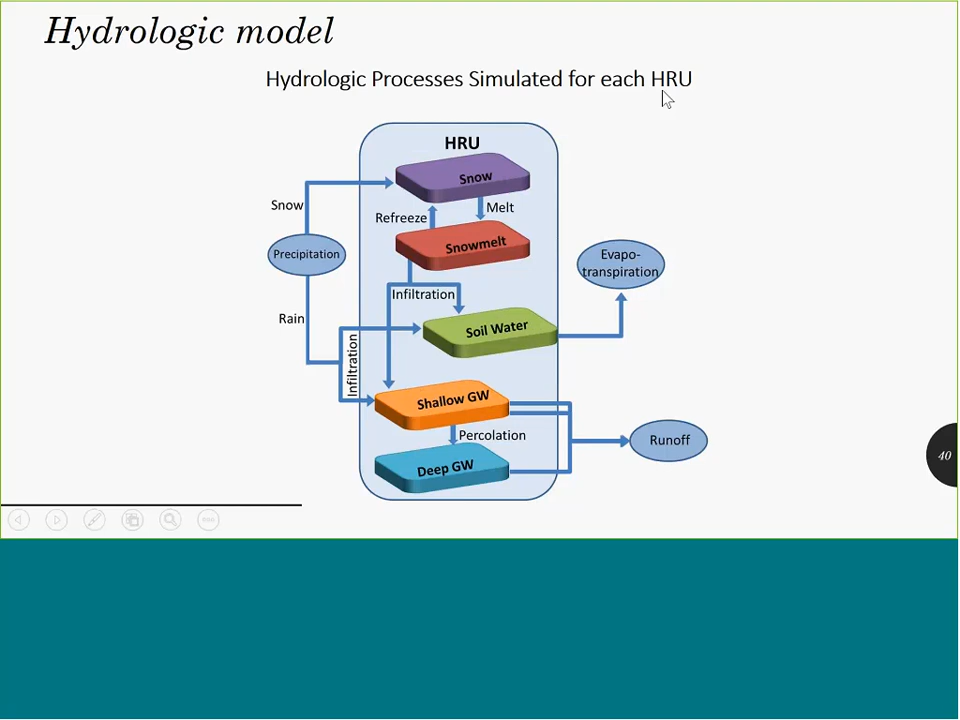 Hydrologic model
Hydrologic Processes Simulated for each HRU
HRU
Snow
Snow
Refreeze
Melt
Precipitation
Snowmelt
Evapo-
transpiration
Infiltration
Rain
Soil Water
Infiltration
Shallow GW
Percolation
Runoff
Deep GW
40